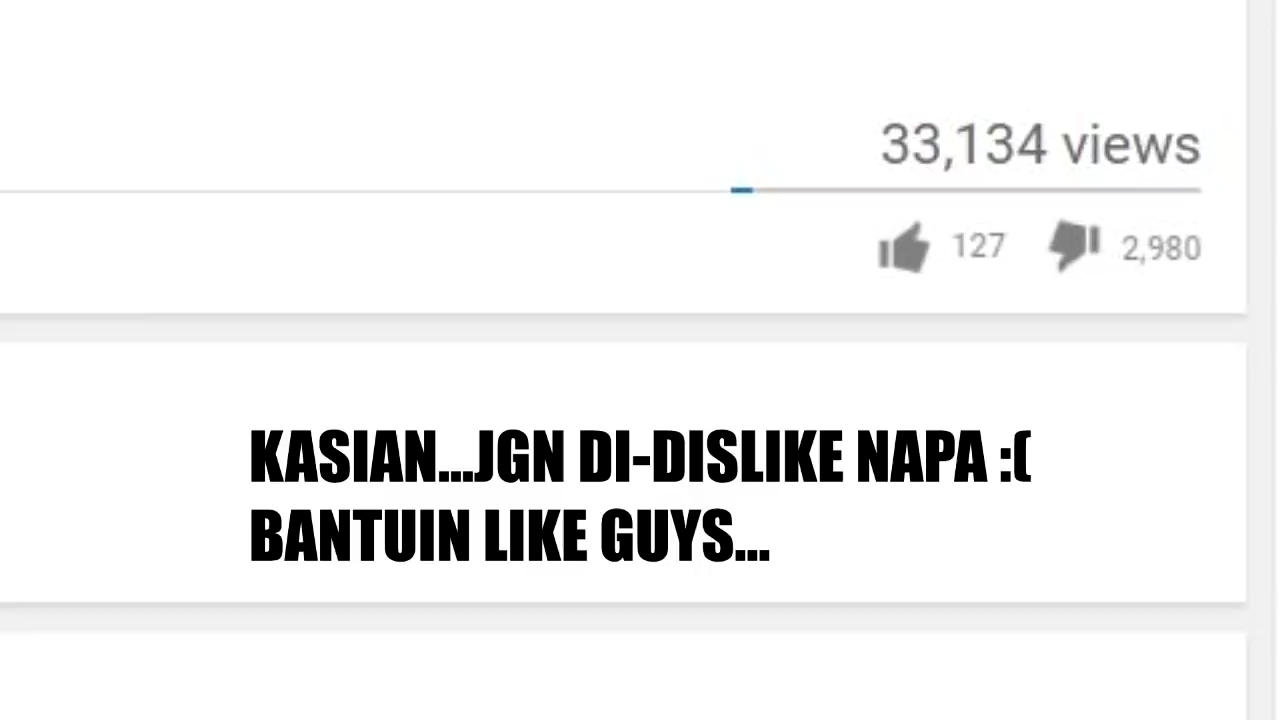 33,134 views
127 2,980
KASIAN...JGN DI-DISLIKE NAPA :(
BANTUIN LIKE GUYS...